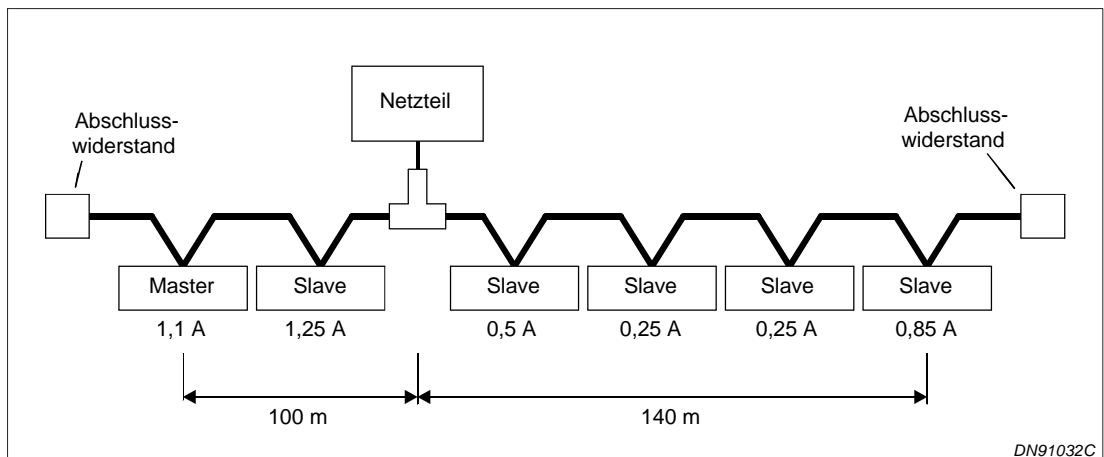 Netzteil
Abschluss-
widerstand
Abschluss-
widerstand
Master
Slave
Slave
Slave
Slave
Slave
1,1 A
1,25 A
0,5 A
0,25 A
0,25 A
0,85 A
100 m
140 m
DN91032C